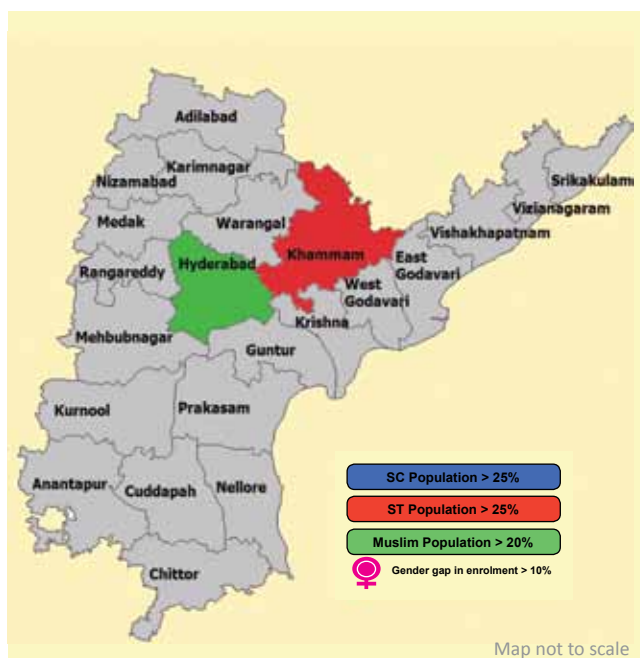 Adilabad
Karimnagar
Nizamabad
Srikakulam
Vizianagaram
Medak
Warangal
Vishakhapatnam
Khammam
East
Godavari
Rangareddy
Hyderabad
West
Godavari
Krishna
Mehbubnagar
Guntur
Kurnool
Prakasam
Anantapur
Cuddapah
Nellore
Chittor
SC Population > 25%
ST Population > 25%
Muslim Population > 20%
Gender gap in enrolment > 10%
Map not to scale